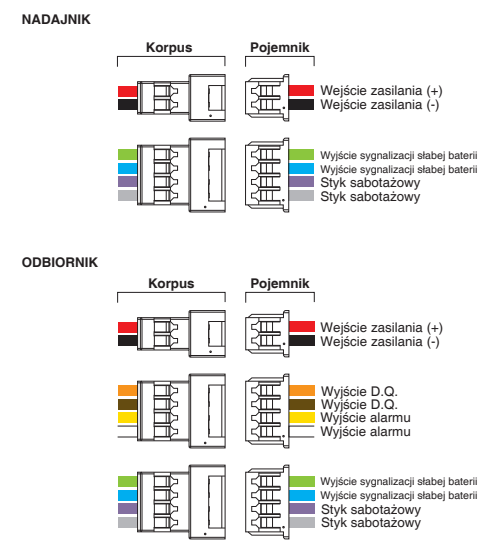 NADAJNIK
Korpus Pojemnik
Wejście zasilania (+)
Wejście zasilania (-)
Wyjście sygnalizacji słabej baterii
Wyjście sygnalizacji słabej baterii
Styk sabotażowy
Styk sabotażowy
ODBIORNIK
Korpus Pojemnik
Wejście zasilania (+)
Wejście zasilania (-)
Wyjście D.Q.
Wyjście D.Q.
Wyjście alarmu
Wyjście alarmu
Wyjście sygnalizacji słabej baterii
Wyjście sygnalizacji słabej baterii
Styk sabotażowy
Styk sabotażowy